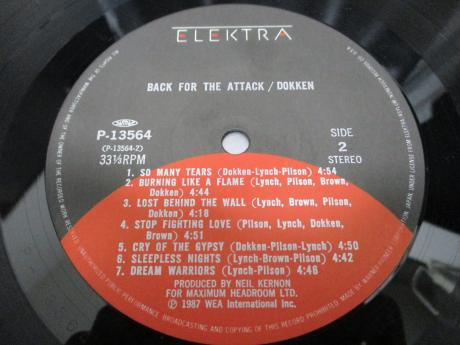 ELEKTRA
BACK FOR THE ATTACK / DOKKEN
P-13564
(P-13564-2)
33⅓RPM
SIDE
2
STEREO
1. SO MANY TEARS (Dokken-Lynch-Pilson) 4:54
2. BURNING LIKE A FLAME (Lynch, Pilson, Brown,
Dokken) 4:44
3. LOST BEHIND THE WALL (Lynch, Brown, Pilson,
Dokken) 4:18
4. STOP FIGHTING LOVE (Pilson, Lynch, Dokken,
Brown) 4:51
5. CRY OF THE GYPSY (Dokken-Pilson-Lynch) 4:50
6. SLEEPLESS NIGHTS (Lynch-Brown-Pilson-Dokken) 4:42
7. DREAM WARRIORS (Lynch-Pilson) 4:46
PRODUCED BY NEIL KERNON
FOR MAXIMUM HEADROOM LTD.
Ⓟ 1987 WEA International Inc.